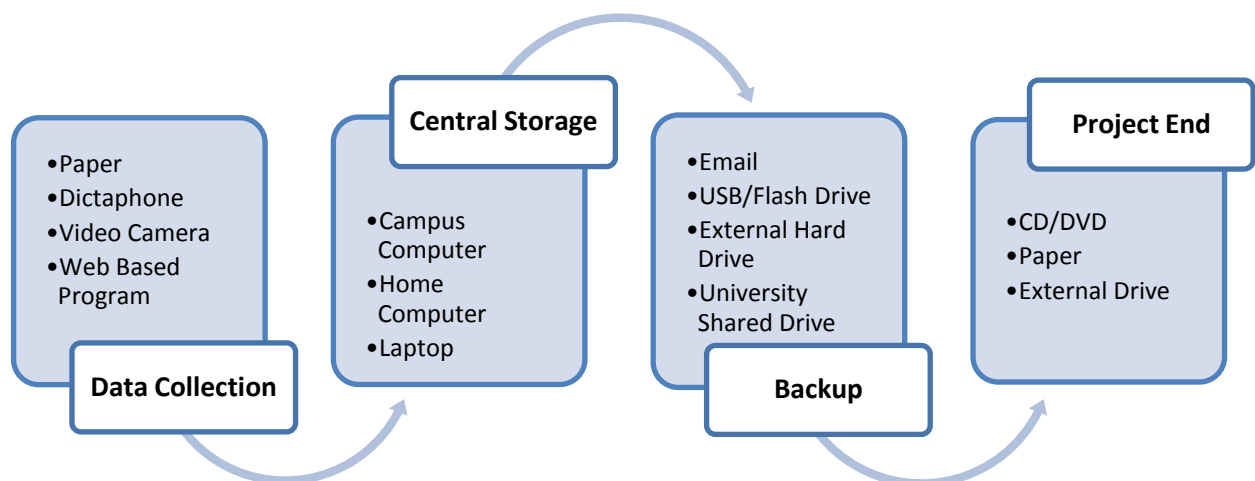 •Paper
•Dictaphone
•Video Camera
•Web Based
Program
Data Collection
Central Storage
•Campus
Computer
•Home
Computer
•Laptop
•Email
•USB/Flash Drive
•External Hard
Drive
•University
Shared Drive
Backup
Project End
•CD/DVD
•Paper
•External Drive